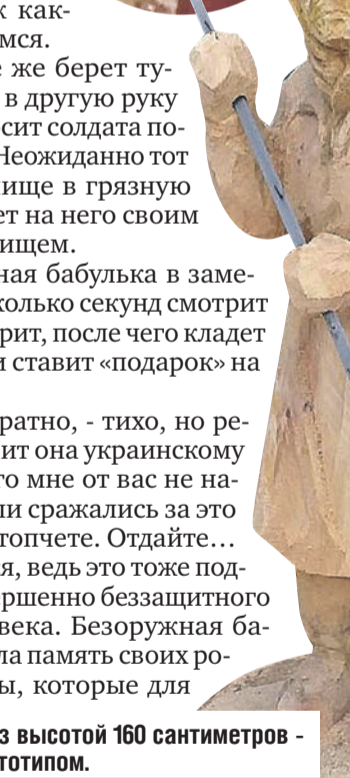 к как-
мся.
е же берет ту-
в другую руку
сит солдата по-
Неожиданно тот
ище в грязную
ет на него своим
ищем.
ная бабулька в заме-
колько секунд смотрит
рит, после чего кладет
и ставит «подарок» на
ратно, - тихо, но ре-
ит она украинскому
го мне от вас не на-
ли сражались за это
топчете. Отдайте...
я, ведь это тоже под-
ршенно беззащитного
века. Безоружная ба-
ла память своих ро-
ы, которые для
з высотой 160 сантиметров -
тотипом.